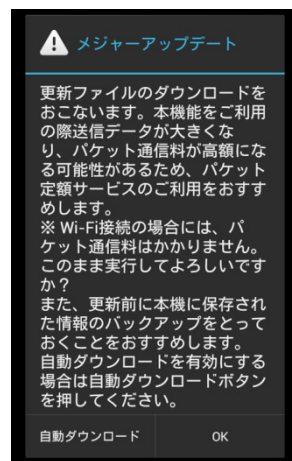 メジャーアップデート
更新ファイルのダウンロードを
おこないます。本機能をご利用
の際送信データが大きくな
り、パケット通信料が高額にな
る可能性があるため、パケット
定額サービスのご利用をおすす
めします。
※ Wi-Fi接続の場合には、パ
ケット通信料はかかりません。
このまま実行してよろしいです
か？
また、更新前に本機に保存され
た情報のバックアップをとって
おくことをおすすめします。
自動ダウンロードを有効にする
場合は自動ダウンロードボタン
を押してください。
自動ダウンロード OK